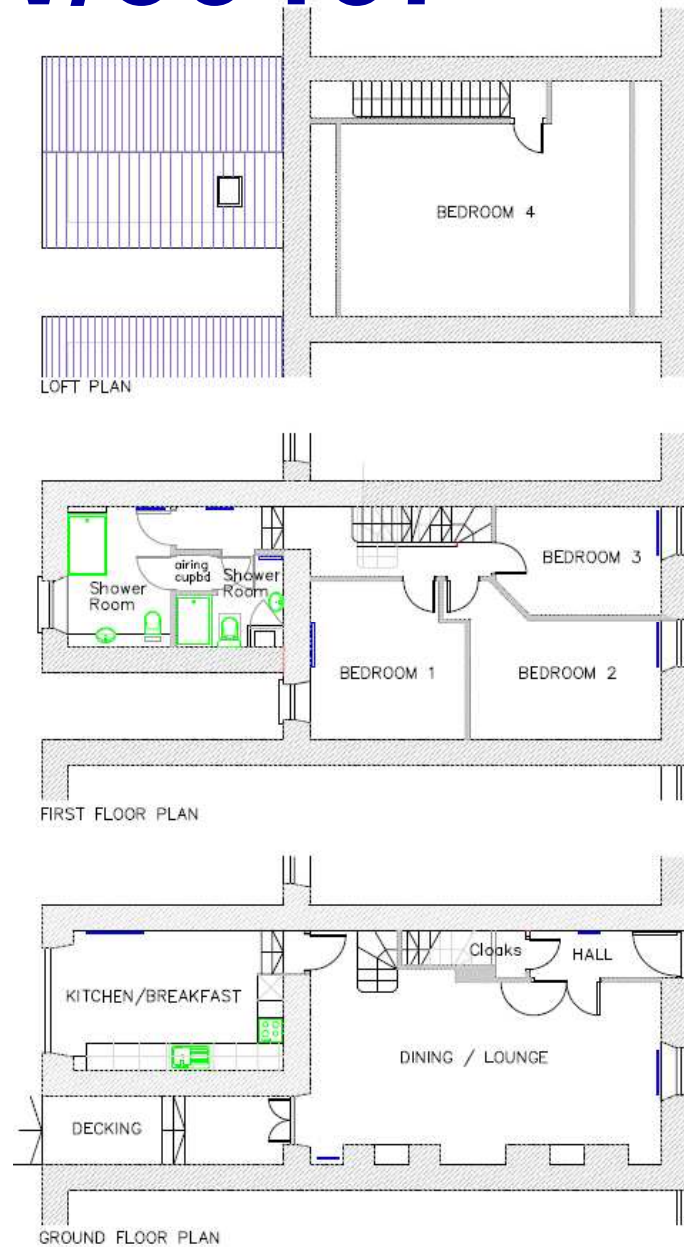 BEDROOM 4
LOFT PLAN
BEDROOM 3
airing
cupbd
Shower
Room
Shower
Room
BEDROOM 1
BEDROOM 2
FIRST FLOOR PLAN
Cloaks
HALL
KITCHEN/BREAKFAST
DINING / LOUNGE
DECKING
GROUND FLOOR PLAN